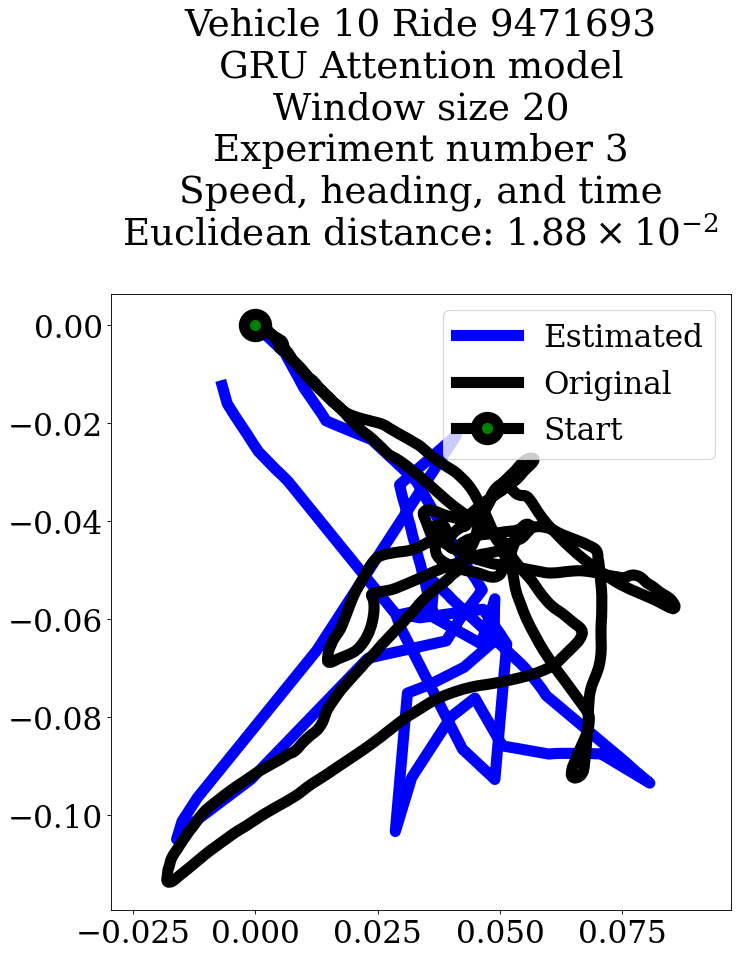 Vehicle 10 Ride 9471693
GRU Attention model
Window size 20
Experiment number 3
Speed, heading, and time
Euclidean distance: 1.88 × 10⁻²
Estimated
Original
Start
0.00
−0.02
−0.04
−0.06
−0.08
−0.10
−0.025 0.000 0.025 0.050 0.075